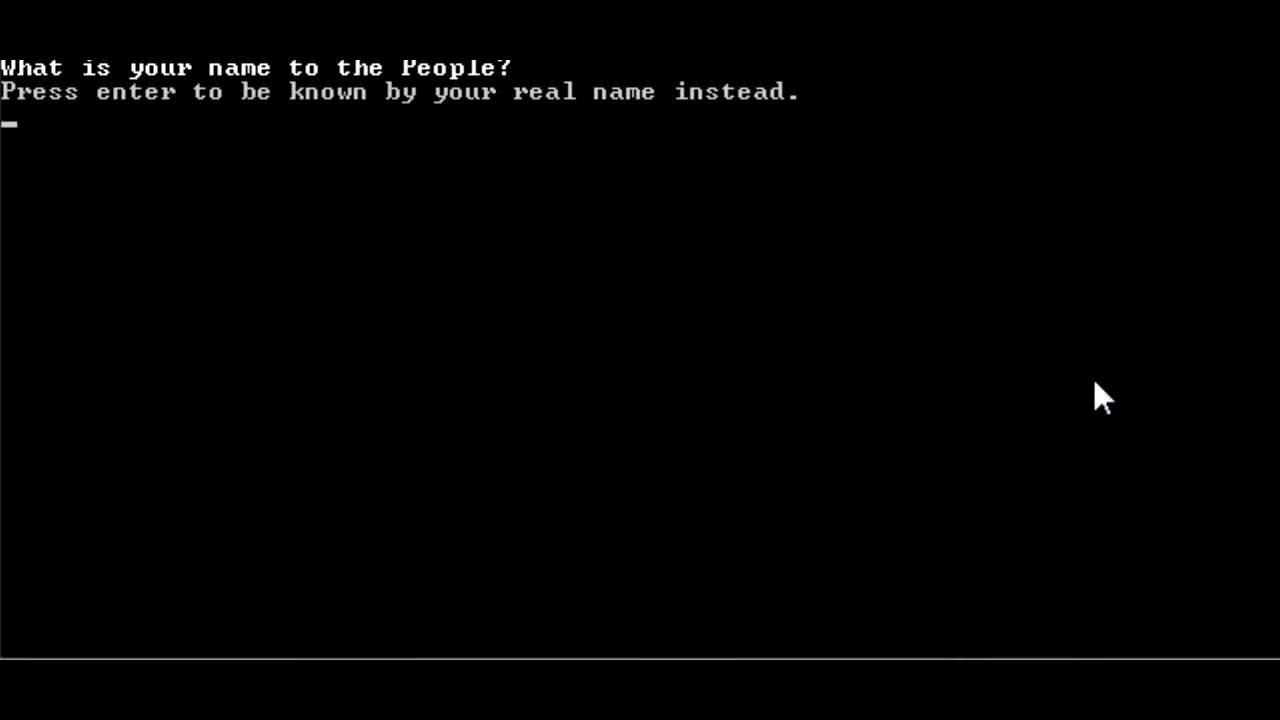 What is your name to the People?
Press enter to be known by your real name instead.